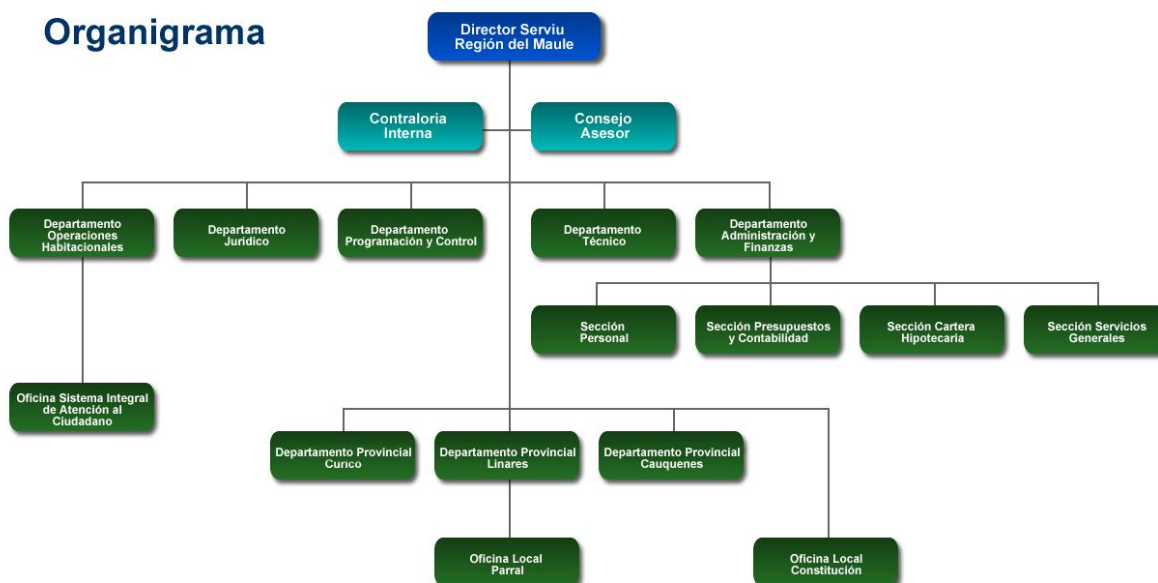 Organigrama
Director Serviu
Región del Maule
Contraloria
Interna
Consejo
Asesor
Departamento
Operaciones
Habitacionales
Departamento
Jurídico
Departamento
Programación y Control
Departamento
Técnico
Departamento
Administración y
Finanzas
Sección
Personal
Sección Presupuestos
y Contabilidad
Sección Cartera
Hipotecaria
Sección Servicios
Generales
Oficina Sistema Integral
de Atención al
Ciudadano
Departamento Provincial
Curicó
Departamento Provincial
Linares
Departamento Provincial
Cauquenes
Oficina Local
Parral
Oficina Local
Constitución